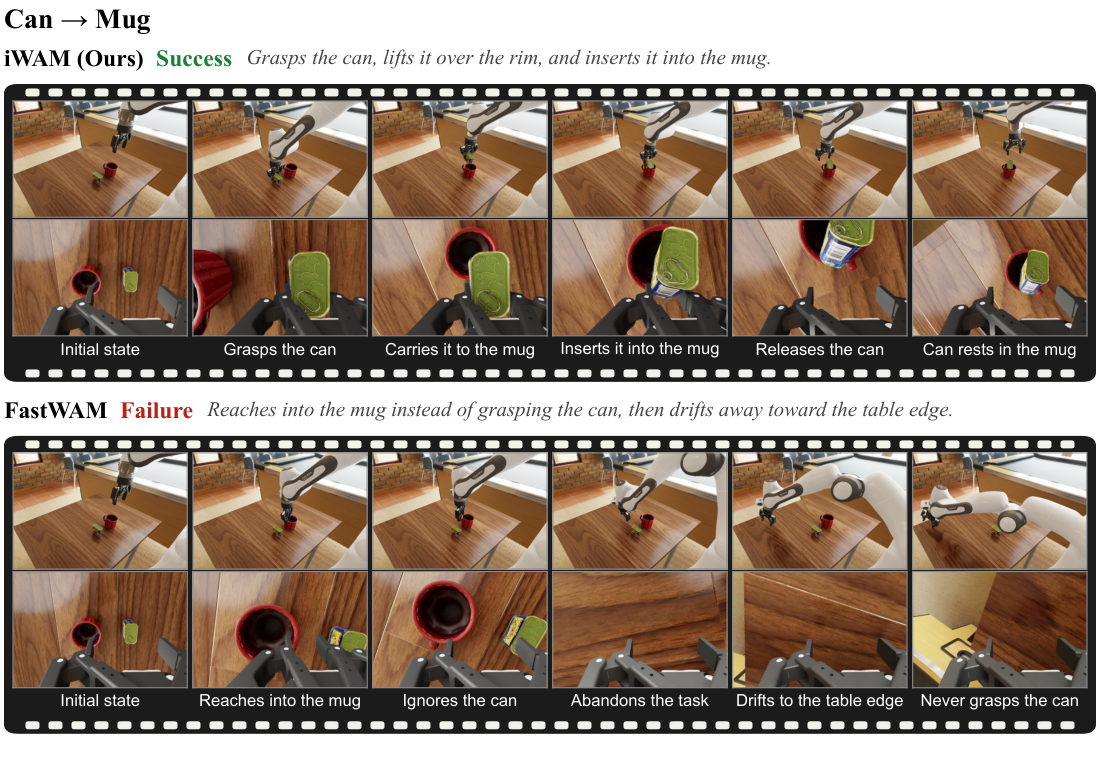 Can → Mug
iWAM (Ours) Success Grasps the can, lifts it over the rim, and inserts it into the mug.
Initial state
Grasps the can
Carries it to the mug
Inserts it into the mug
Releases the can
Can rests in the mug
FastWAM Failure Reaches into the mug instead of grasping the can, then drifts away toward the table edge.
Initial state
Reaches into the mug
Ignores the can
Abandons the task
Drifts to the table edge
Never grasps the can